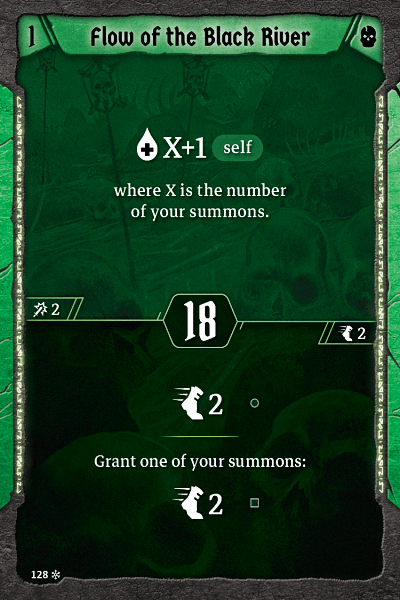 1 Flow of the Black River
X+1 self
where X is the number
of your summons.
2
18
2
2
Grant one of your summons:
2
128